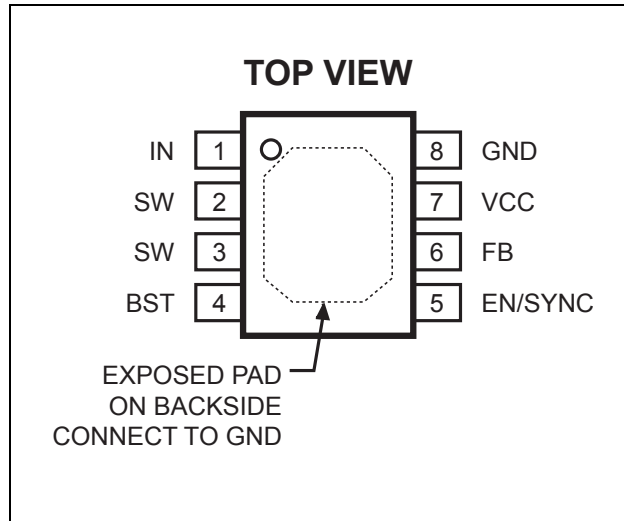 TOP VIEW
IN 1 8 GND
SW 2 7 VCC
SW 3 6 FB
BST 4 5 EN/SYNC
EXPOSED PAD
ON BACKSIDE
CONNECT TO GND